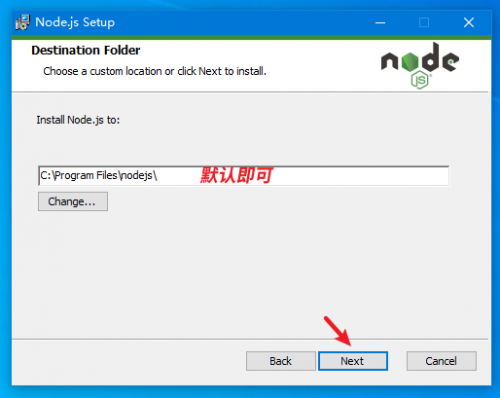 Node.js Setup
Destination Folder
Choose a custom location or click Next to install.
node
JS
Install Node.js to:
C:\Program Files\nodejs\ 默认即可
Change...
Back Next Cancel